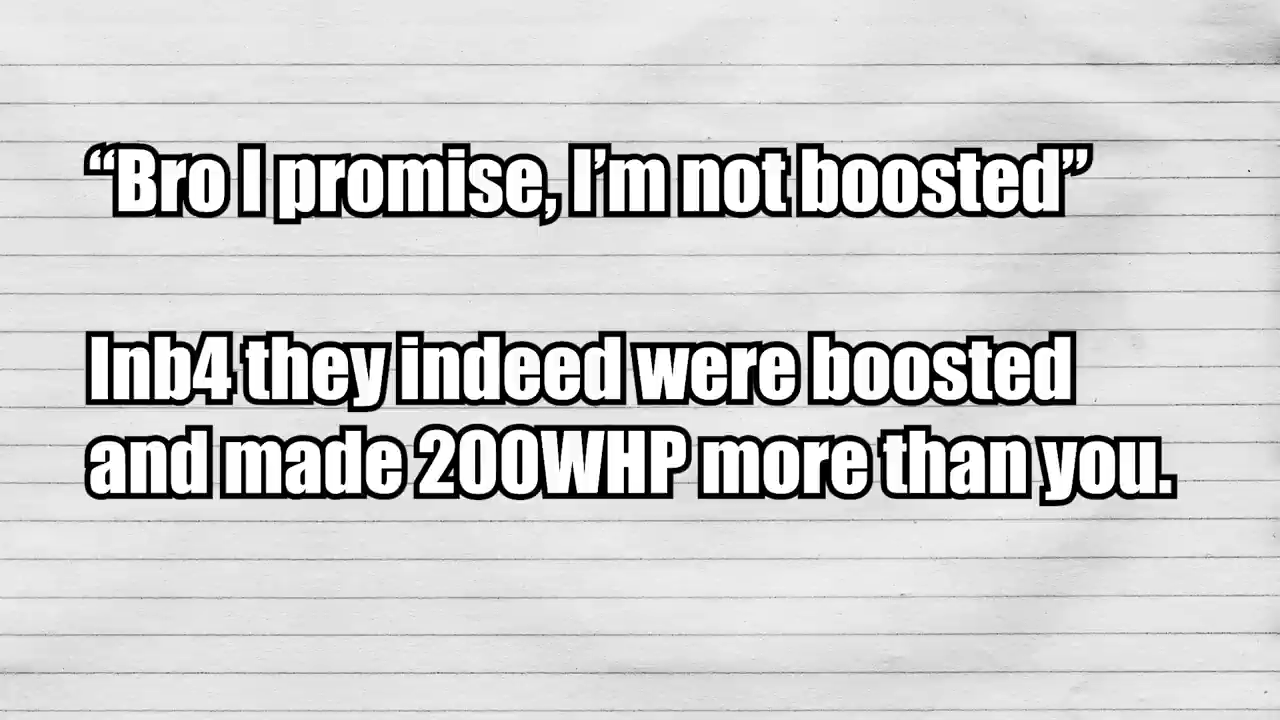 “Bro I promise, I’m not boosted”
Inb4 they indeed were boosted
and made 200WHP more than you.